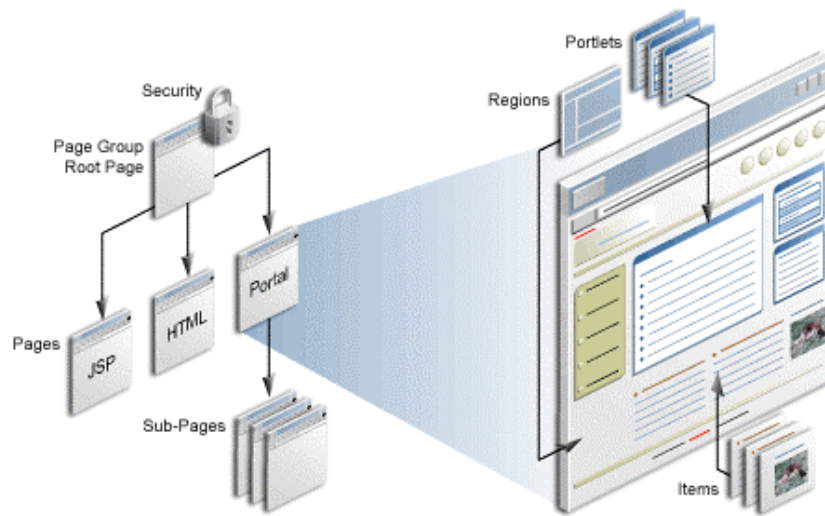 Security
Page Group
Root Page
Pages
JSP
HTML
Portal
Sub-Pages
Portlets
Regions
Items